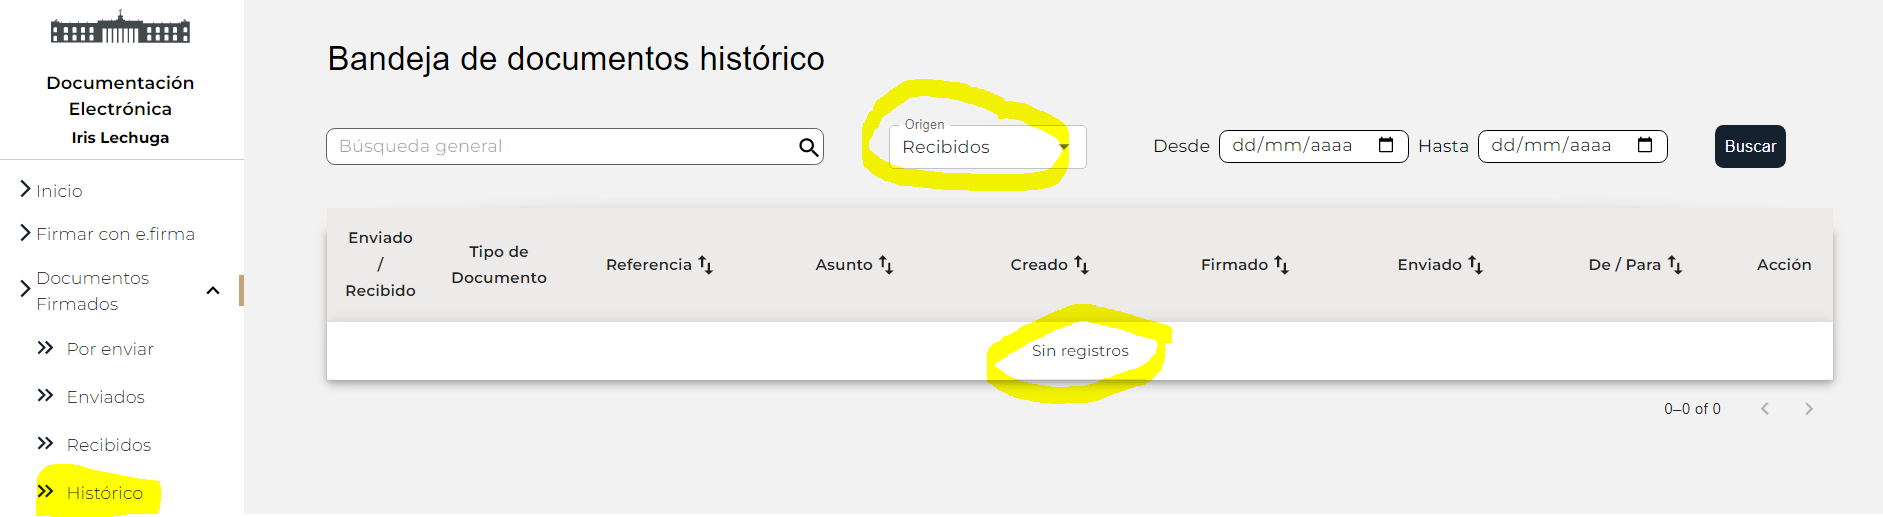 Documentación
Electrónica
Iris Lechuga
Inicio
Firmar con e.firma
Documentos
Firmados
Por enviar
Enviados
Recibidos
Histórico
Bandeja de documentos histórico
Búsqueda general
Origen
Recibidos
Desde dd/mm/aaaa Hasta dd/mm/aaaa Buscar
Enviado
/
Recibido
Tipo de
Documento
Referencia
Asunto
Creado
Firmado
Enviado
De / Para
Acción
Sin registros
0–0 of 0